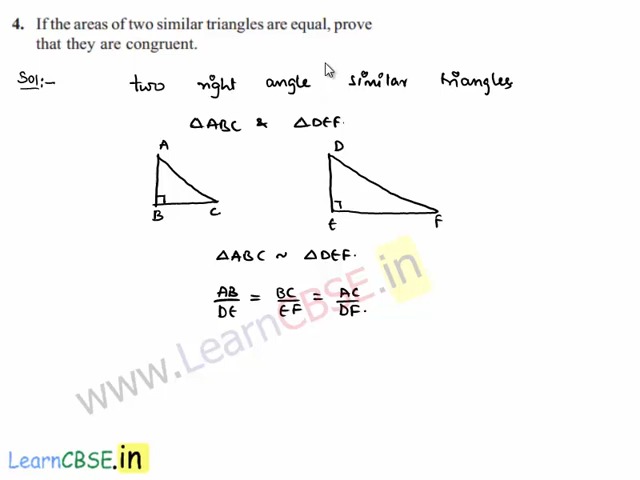 4. If the areas of two similar triangles are equal, prove
that they are congruent.
Sol:- two right angle similar triangles
△ABC & △DEF.
A D
B C E F
△ABC ~ △DEF.
AB/DE = BC/EF = AC/DF.
www.LearnCBSE.in
LearnCBSE.in